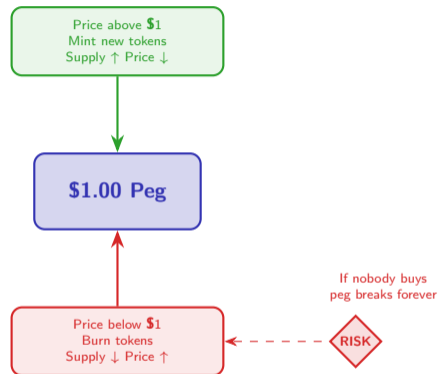 Price above $1
Mint new tokens
Supply ↑ Price ↓
$1.00 Peg
If nobody buys
peg breaks forever
Price below $1
Burn tokens
Supply ↓ Price ↑
RISK